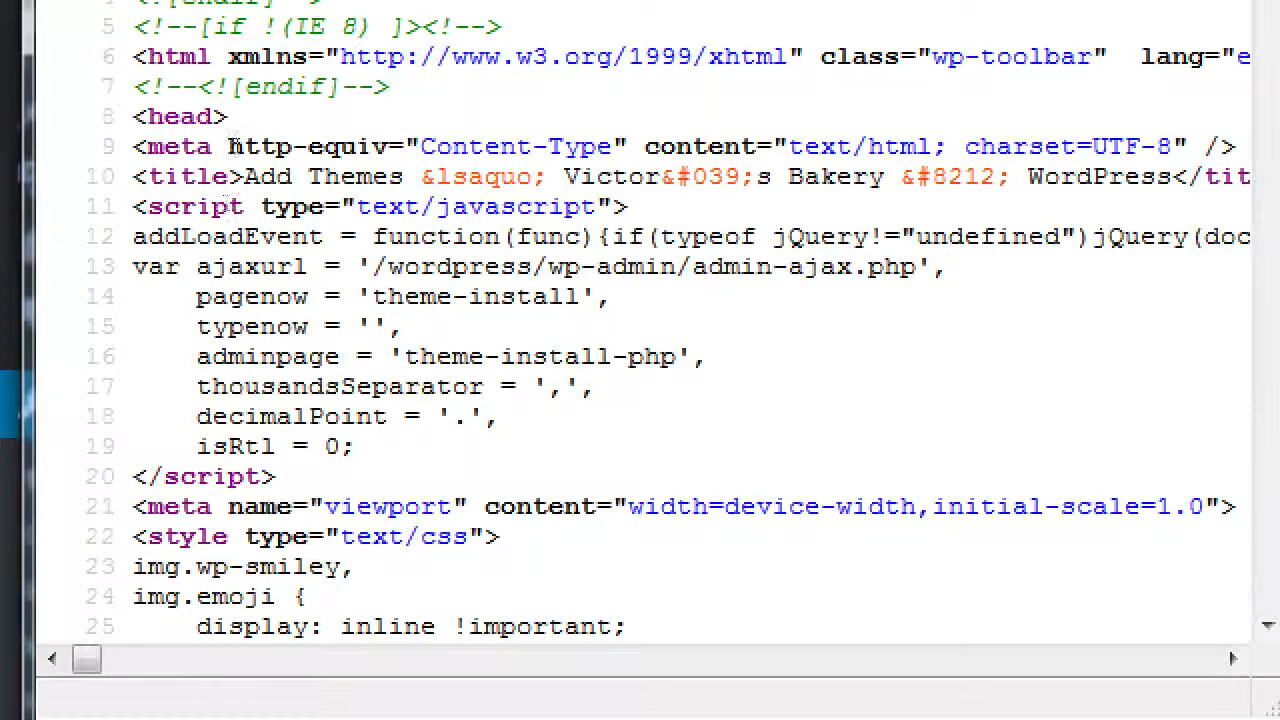 5 <!--[if !(IE 8) ]><!-->
6 <html xmlns="http://www.w3.org/1999/xhtml" class="wp-toolbar"  lang="e
7 <!--<![endif]-->
8 <head>
9 <meta http-equiv="Content-Type" content="text/html; charset=UTF-8" />
10 <title>Add Themes &lsaquo; Victor&#039;s Bakery &#8212; WordPress</tit
11 <script type="text/javascript">
12 addLoadEvent = function(func){if(typeof jQuery!="undefined")jQuery(doc
13 var ajaxurl = '/wordpress/wp-admin/admin-ajax.php',
14     pagenow = 'theme-install',
15     typenow = '',
16     adminpage = 'theme-install-php',
17     thousandsSeparator = ',',
18     decimalPoint = '.',
19     isRtl = 0;
20 </script>
21 <meta name="viewport" content="width=device-width,initial-scale=1.0">
22 <style type="text/css">
23 img.wp-smiley,
24 img.emoji {
25     display: inline !important;